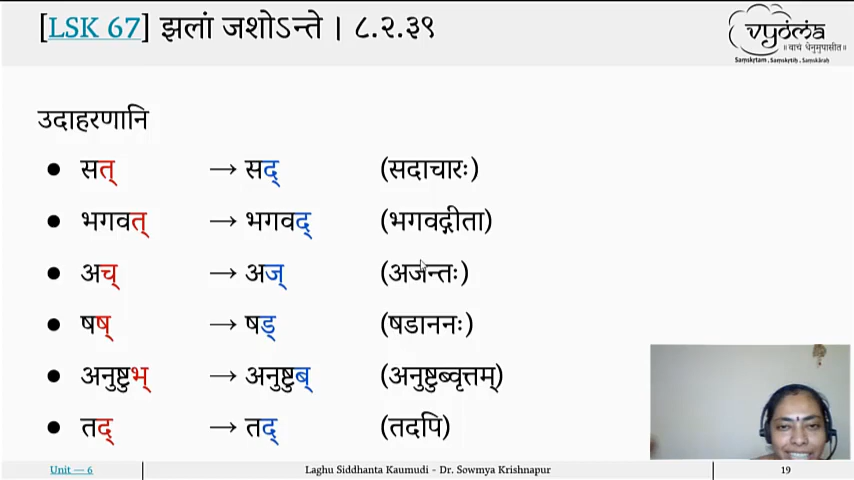 [LSK 67] झलां जशोऽन्ते । ८.२.३९
vyoma
॥ वाचं धेनुमुपासीत॥
Saṃskṛtam . Saṃskṛtiḥ . Saṃskāraḥ
उदाहरणानि
● सत् → सद् (सदाचारः)
● भगवत् → भगवद् (भगवद्गीता)
● अच् → अज् (अजन्तः)
● षष् → षड् (षडाननः)
● अनुष्टुभ् → अनुष्टुब् (अनुष्टुब्वृत्तम्)
● तद् → तद् (तदपि)
Unit — 6 Laghu Siddhanta Kaumudi - Dr. Sowmya Krishnapur 19